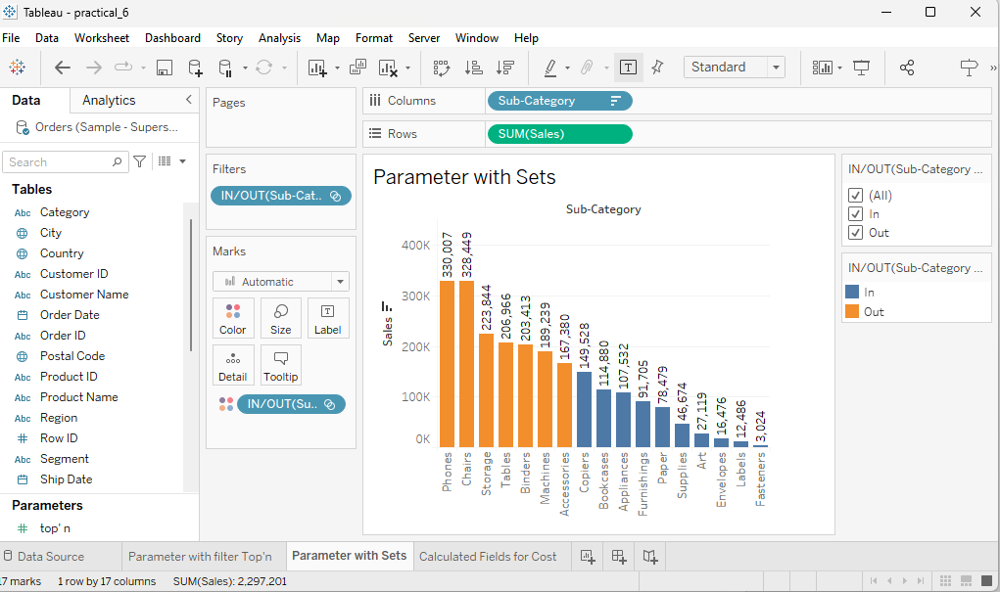 Tableau - practical_6
File Data Worksheet Dashboard Story Analysis Map Format Server Window Help
Standard
Data Analytics
Orders (Sample - Supers...
Search
Tables
Abc Category
City
Country
Abc Customer ID
Abc Customer Name
Order Date
Abc Order ID
Postal Code
Abc Product ID
Abc Product Name
Abc Region
# Row ID
Abc Segment
Ship Date
Parameters
# top' n
Pages
Filters
IN/OUT(Sub-Cat..
Marks
Automatic
Color Size Label
Detail Tooltip
IN/OUT(Su..
Columns Sub-Category
Rows SUM(Sales)
Parameter with Sets
Sub-Category
Sales
400K
300K
200K
100K
0K
330,007
328,449
223,844
206,966
203,413
189,239
167,380
149,528
114,880
107,532
91,705
78,479
46,674
27,119
16,476
12,486
3,024
Phones
Chairs
Storage
Tables
Binders
Machines
Accessories
Copiers
Bookcases
Appliances
Furnishings
Paper
Supplies
Art
Envelopes
Labels
Fasteners
IN/OUT(Sub-Category ...
(All)
In
Out
IN/OUT(Sub-Category ...
In
Out
Data Source Parameter with filter Top'n Parameter with Sets Calculated Fields for Cost
17 marks 1 row by 17 columns SUM(Sales): 2,297,201